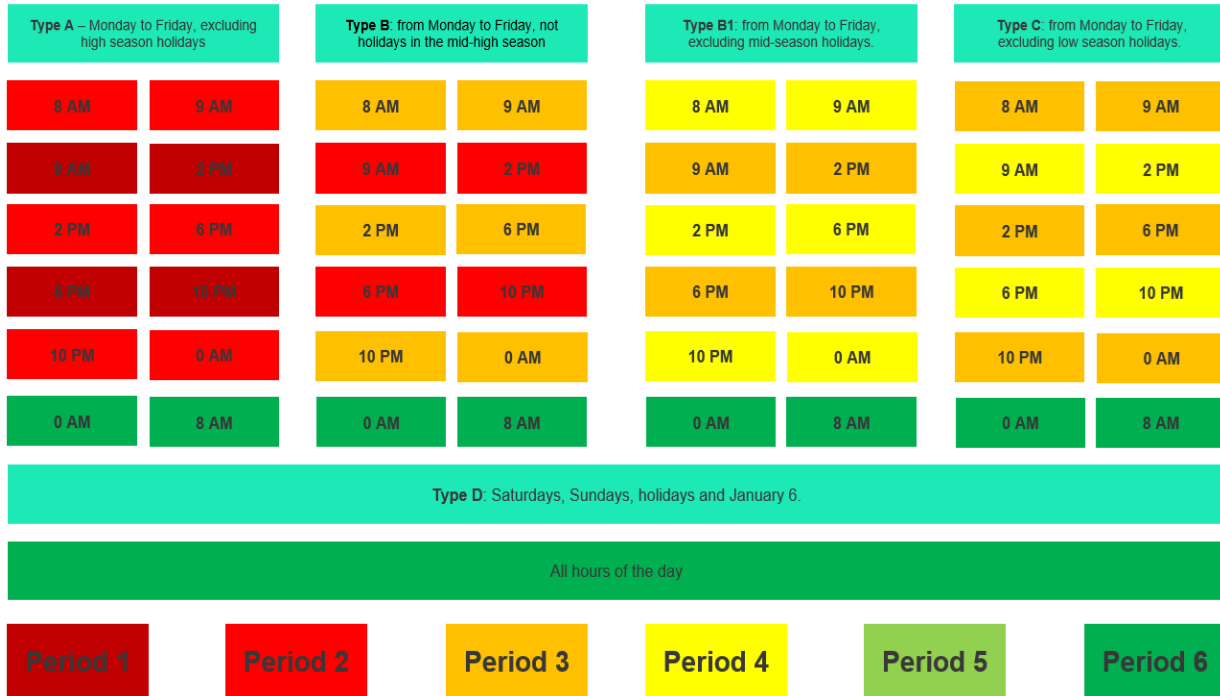 Type A – Monday to Friday, excluding
high season holidays
Type B: from Monday to Friday, not
holidays in the mid-high season
Type B1: from Monday to Friday,
excluding mid-season holidays.
Type C: from Monday to Friday,
excluding low season holidays.
8 AM 9 AM 8 AM 9 AM 8 AM 9 AM 8 AM 9 AM
9 AM 2 PM 9 AM 2 PM 9 AM 2 PM 9 AM 2 PM
2 PM 6 PM 2 PM 6 PM 2 PM 6 PM 2 PM 6 PM
6 PM 10 PM 6 PM 10 PM 6 PM 10 PM 6 PM 10 PM
10 PM 0 AM 10 PM 0 AM 10 PM 0 AM 10 PM 0 AM
0 AM 8 AM 0 AM 8 AM 0 AM 8 AM 0 AM 8 AM
Type D: Saturdays, Sundays, holidays and January 6.
All hours of the day
Period 1 Period 2 Period 3 Period 4 Period 5 Period 6